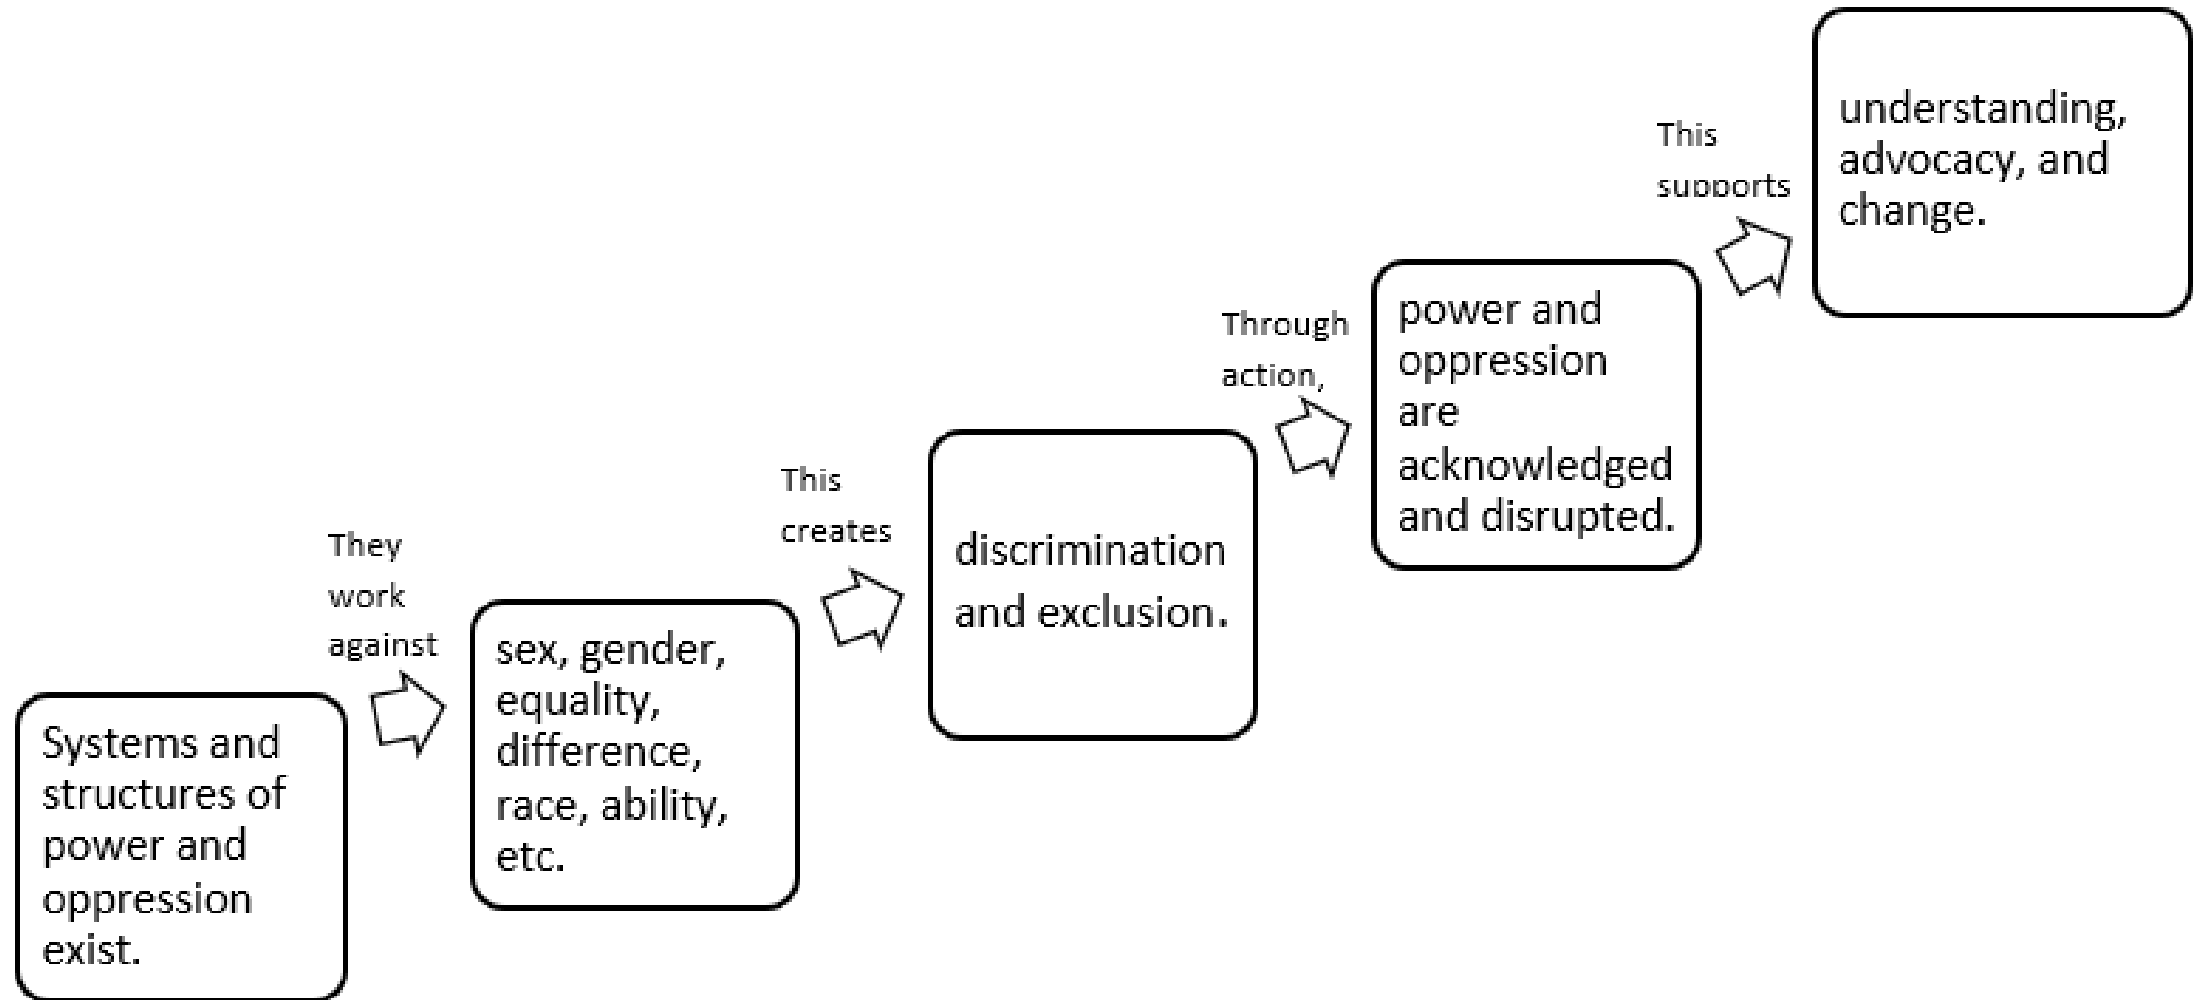 Systems and
structures of
power and
oppression
exist.
They
work
against
sex, gender,
equality,
difference,
race, ability,
etc.
This
creates
discrimination
and exclusion.
Through
action,
power and
oppression
are
acknowledged
and disrupted.
This
supports
understanding,
advocacy, and
change.